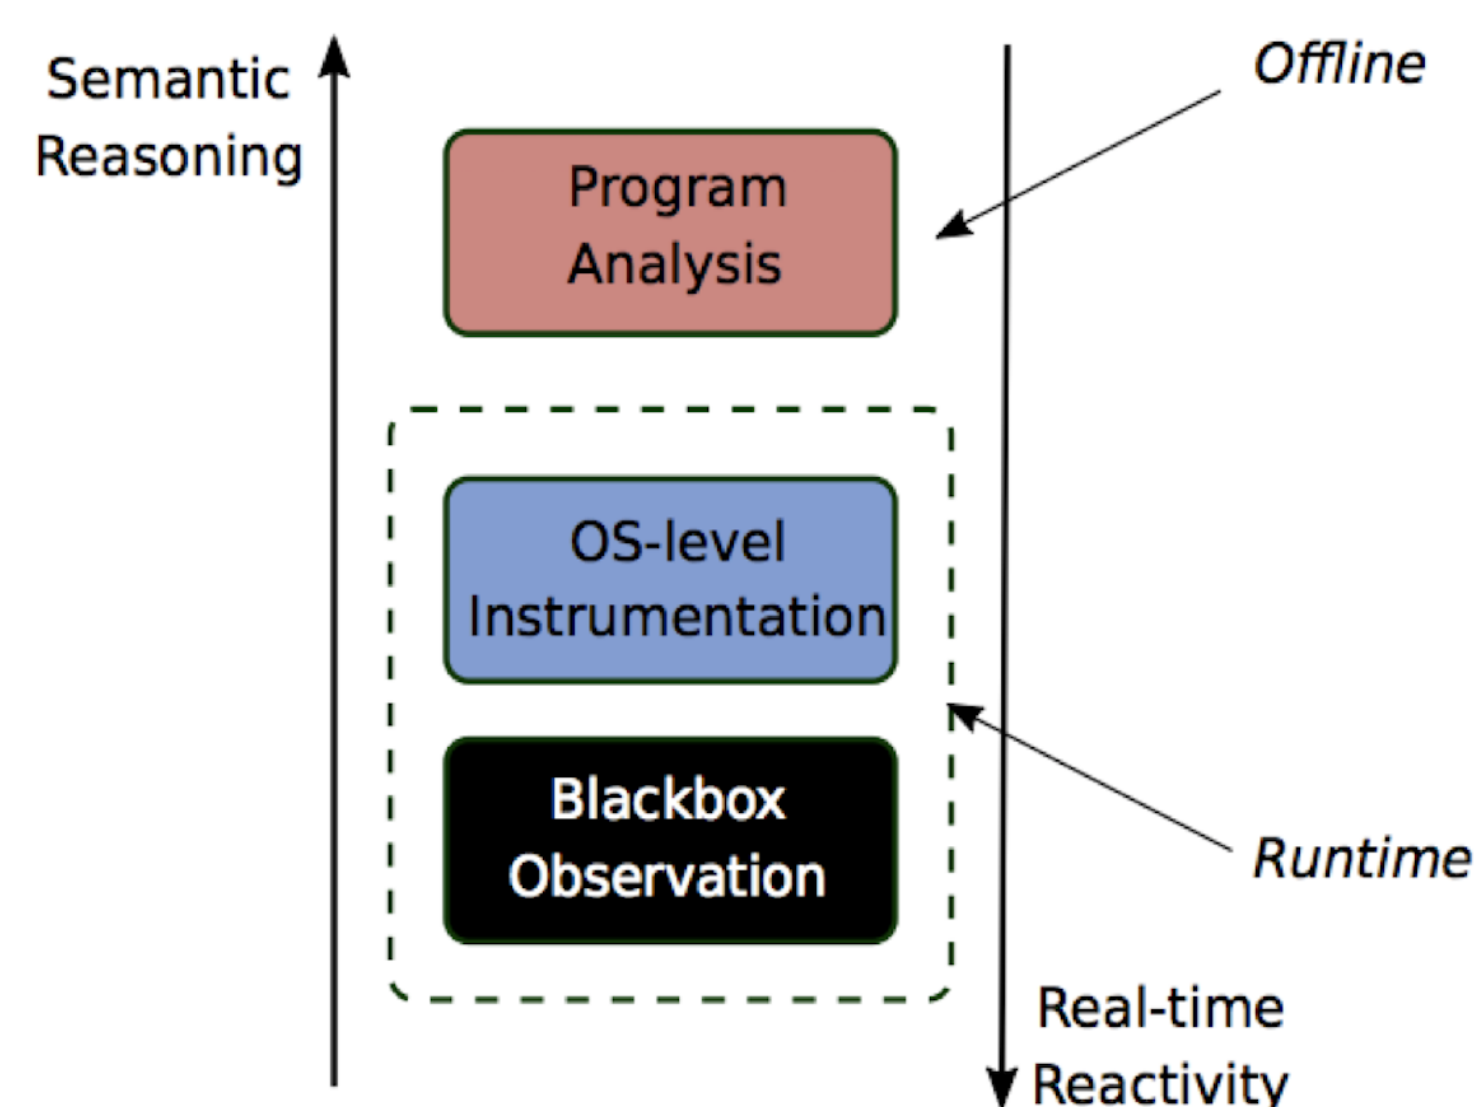 Semantic
Reasoning
Offline
Program
Analysis
OS-level
Instrumentation
Blackbox
Observation
Runtime
Real-time
Reactivity